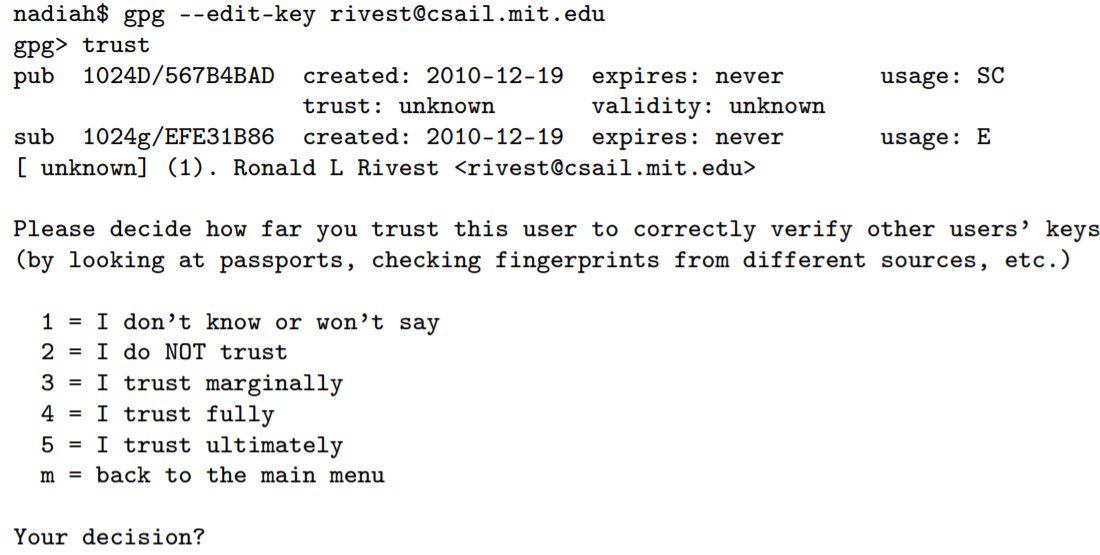 nadiah$ gpg --edit-key rivest@csail.mit.edu
gpg> trust
pub  1024D/567B4BAD  created: 2010-12-19  expires: never       usage: SC
                     trust: unknown       validity: unknown
sub  1024g/EFE31B86  created: 2010-12-19  expires: never       usage: E
[ unknown] (1). Ronald L Rivest <rivest@csail.mit.edu>

Please decide how far you trust this user to correctly verify other users’ keys
(by looking at passports, checking fingerprints from different sources, etc.)

  1 = I don’t know or won’t say
  2 = I do NOT trust
  3 = I trust marginally
  4 = I trust fully
  5 = I trust ultimately
  m = back to the main menu

Your decision?